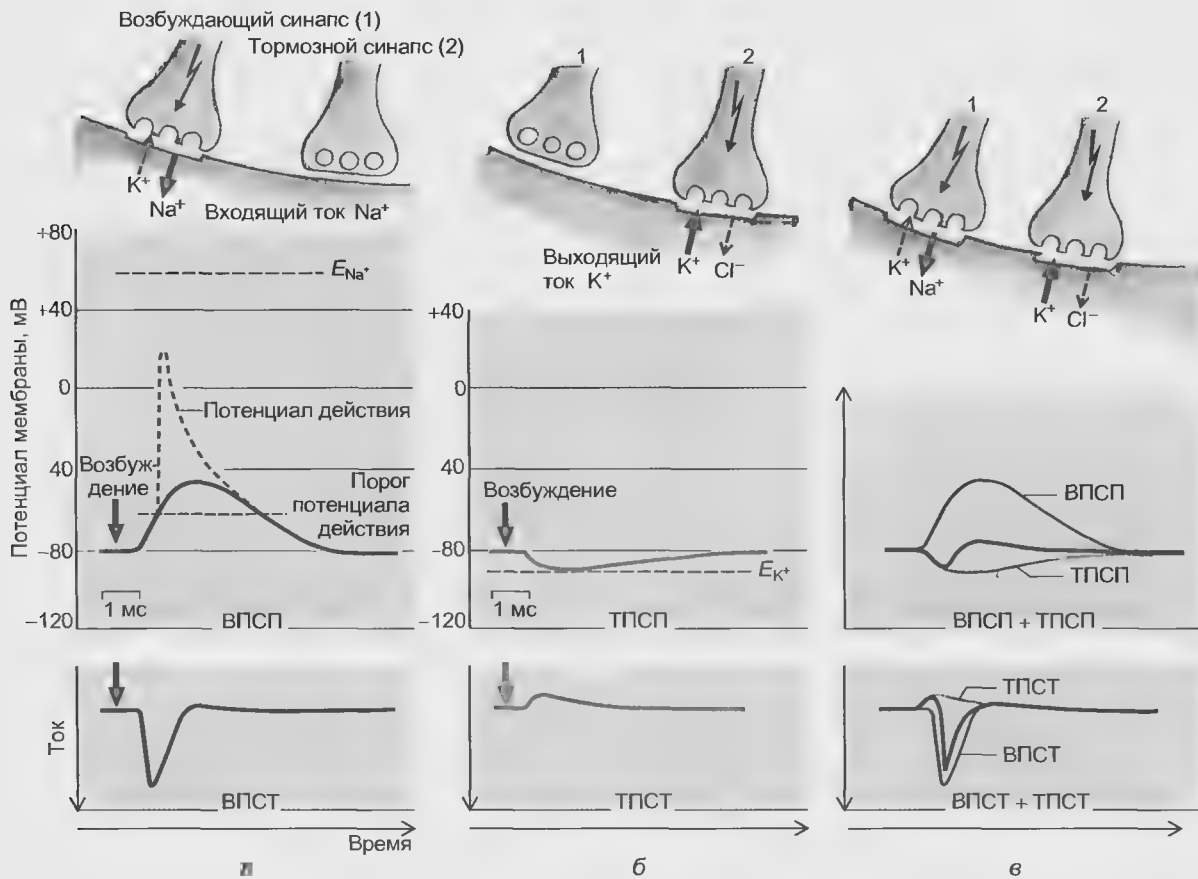 Возбуждающий синапс (1)
Тормозной синапс (2)
K⁺
Na⁺
Входящий ток Na⁺
Потенциал мембраны, мВ
+80
+40
0
40
–80
–120
E Na⁺
Потенциал действия
Возбуж-
дение
Порог
потенциала
действия
1 мс
ВПСП
Ток
ВПСТ
Время
1
2
Выходящий
ток K⁺
K⁺
Cl⁻
+40
0
40
–80
–120
Возбуждение
E K⁺
1 мс
ТПСП
ТПСТ
б
1
2
K⁺
Na⁺
K⁺
Cl⁻
ВПСП
ТПСП
ВПСП + ТПСП
ТПСТ
ВПСТ
ВПСТ + ТПСТ
в